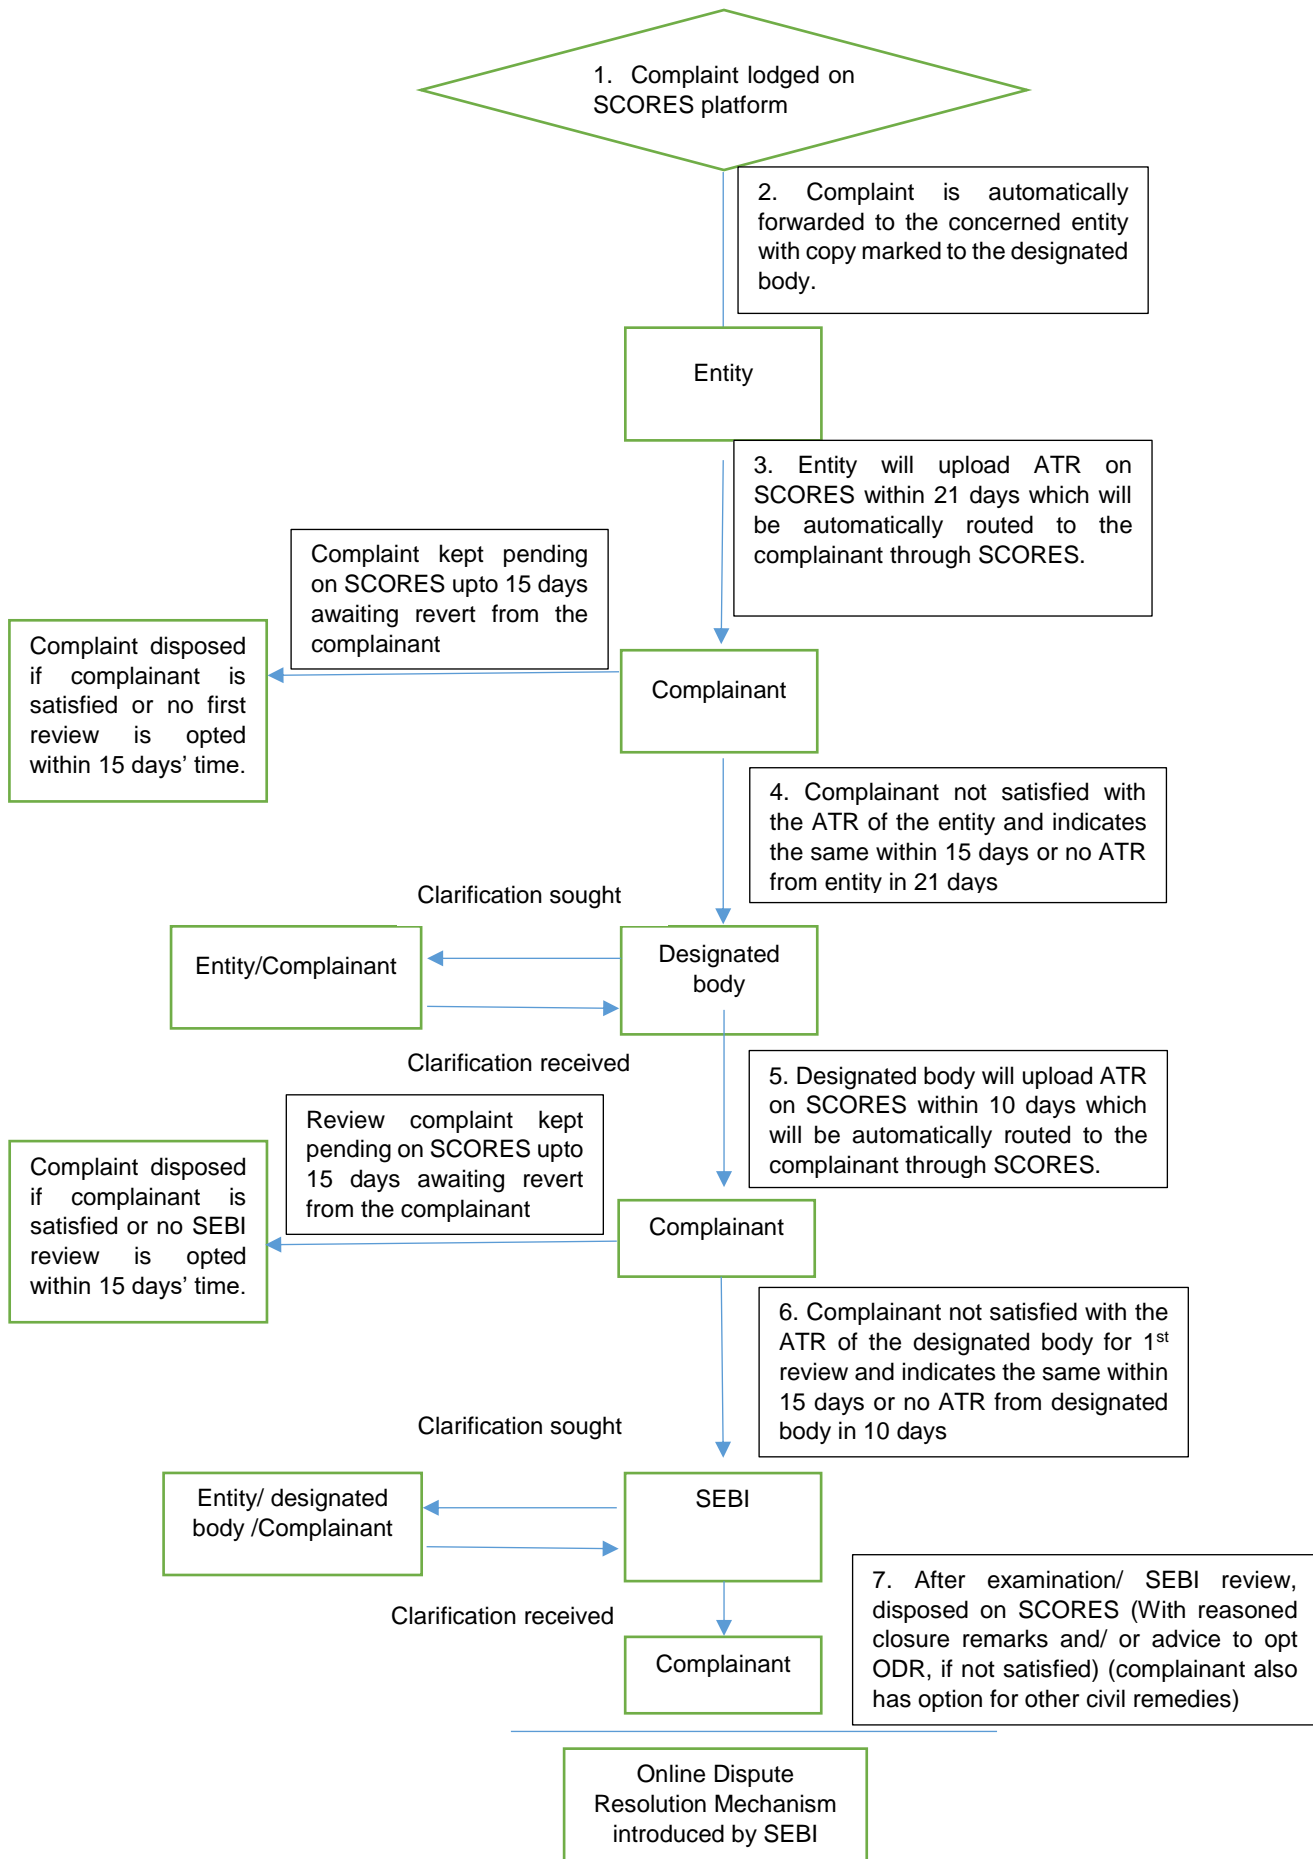 1. Complaint lodged on
SCORES platform
2. Complaint is automatically
forwarded to the concerned entity
with copy marked to the designated
body.
Entity
3. Entity will upload ATR on
SCORES within 21 days which will
be automatically routed to the
complainant through SCORES.
Complaint kept pending
on SCORES upto 15 days
awaiting revert from the
complainant
Complaint disposed
if complainant is
satisfied or no first
review is opted
within 15 days’ time.
Complainant
4. Complainant not satisfied with
the ATR of the entity and indicates
the same within 15 days or no ATR
from entity in 21 days
Clarification sought
Entity/Complainant
Designated
body
Clarification received
5. Designated body will upload ATR
on SCORES within 10 days which
will be automatically routed to the
complainant through SCORES.
Review complaint kept
pending on SCORES upto
15 days awaiting revert
from the complainant
Complaint disposed
if complainant is
satisfied or no SEBI
review is opted
within 15 days’ time.
Complainant
6. Complainant not satisfied with the
ATR of the designated body for 1st
review and indicates the same within
15 days or no ATR from designated
body in 10 days
Clarification sought
Entity/ designated
body /Complainant
SEBI
Clarification received
7. After examination/ SEBI review,
disposed on SCORES (With reasoned
closure remarks and/ or advice to opt
ODR, if not satisfied) (complainant also
has option for other civil remedies)
Complainant
Online Dispute
Resolution Mechanism
introduced by SEBI